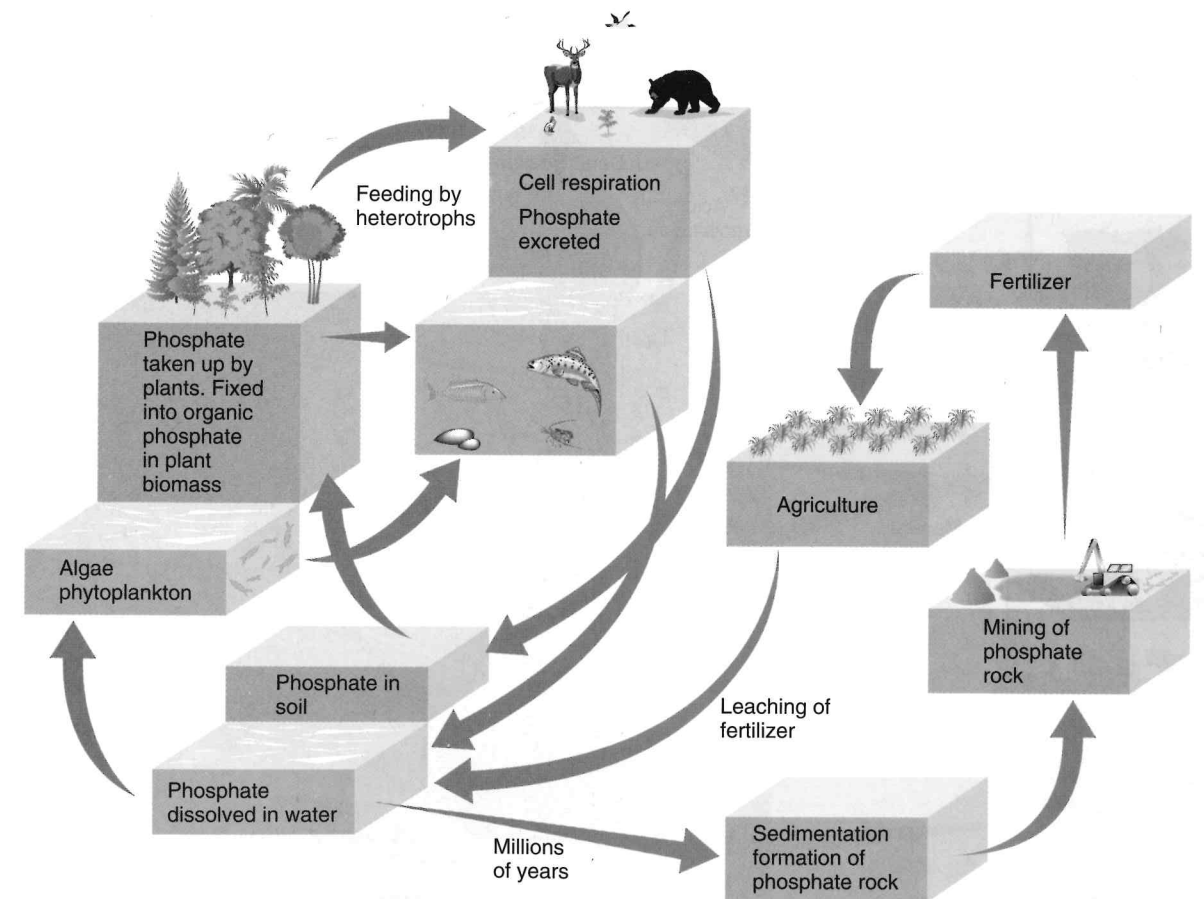 Cell respiration
Phosphate
excreted
Feeding by
heterotrophs
Fertilizer
Phosphate
taken up by
plants. Fixed
into organic
phosphate
in plant
biomass
Agriculture
Algae
phytoplankton
Mining of
phosphate
rock
Phosphate in
soil
Leaching of
fertilizer
Phosphate
dissolved in water
Millions
of years
Sedimentation
formation of
phosphate rock